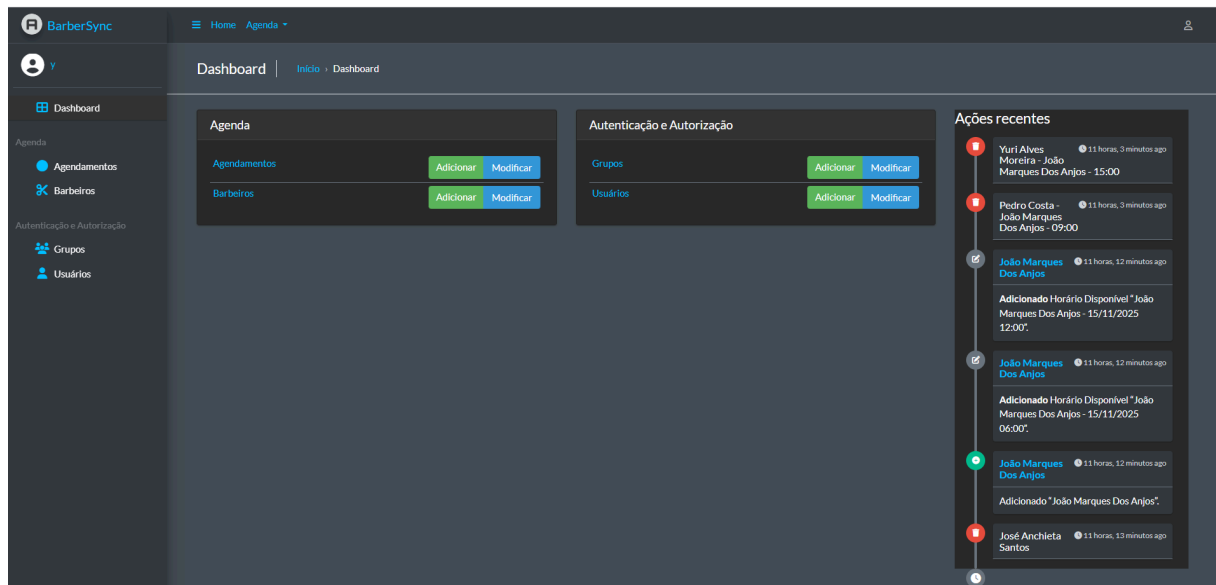 BarberSync
Home Agenda
y
Dashboard
Início › Dashboard
Dashboard
Agenda
Agendamentos
Barbeiros
Autenticação e Autorização
Grupos
Usuários
Agenda
Agendamentos Adicionar Modificar
Barbeiros Adicionar Modificar
Autenticação e Autorização
Grupos Adicionar Modificar
Usuários Adicionar Modificar
Ações recentes
Yuri Alves 11 horas, 3 minutos ago
Moreira - João
Marques Dos Anjos - 15:00
Pedro Costa - 11 horas, 3 minutos ago
João Marques
Dos Anjos - 09:00
João Marques 11 horas, 12 minutos ago
Dos Anjos
Adicionado Horário Disponível “João
Marques Dos Anjos - 15/11/2025
12:00”.
João Marques 11 horas, 12 minutos ago
Dos Anjos
Adicionado Horário Disponível “João
Marques Dos Anjos - 15/11/2025
06:00”.
João Marques 11 horas, 12 minutos ago
Dos Anjos
Adicionado “João Marques Dos Anjos”.
José Anchieta 11 horas, 13 minutos ago
Santos